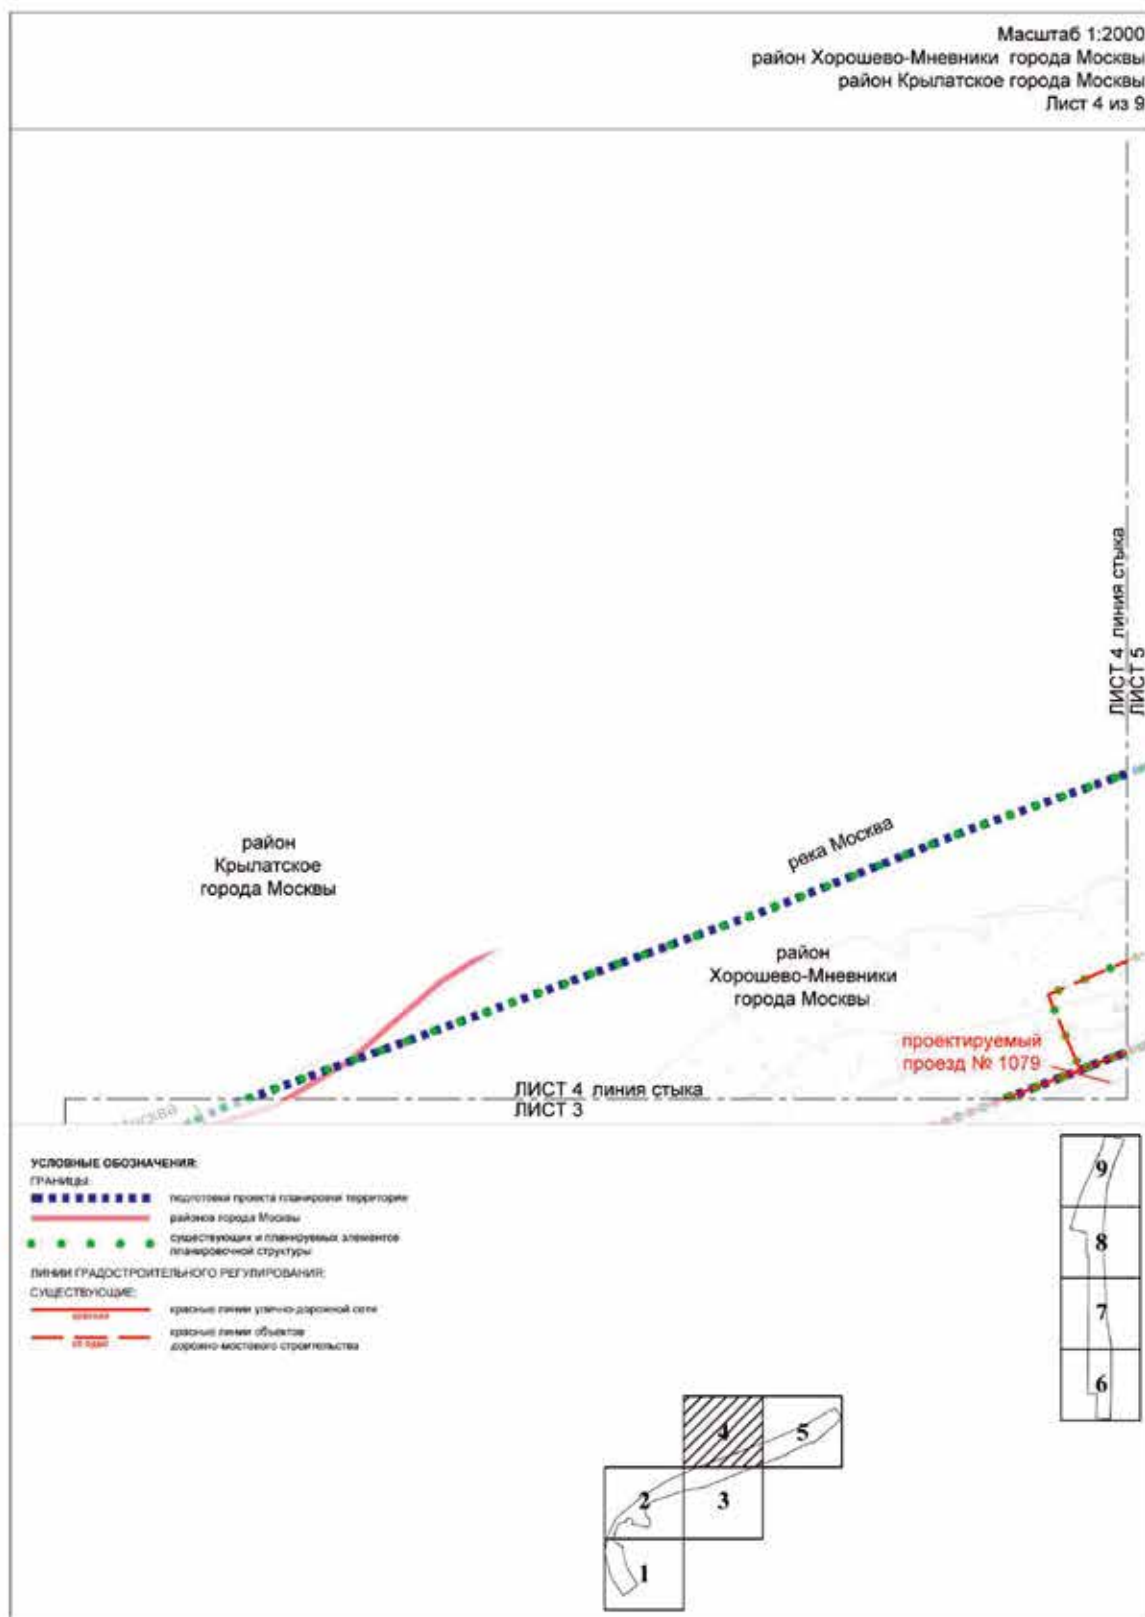 Масштаб 1:2000
район Хорошево-Мневники города Москвы
район Крылатское города Москвы
Лист 4 из 9
ЛИСТ 4 линия стыка
ЛИСТ 5
река Москва
район
Крылатское
города Москвы
район
Хорошево-Мневники
города Москвы
проектируемый
проезд № 1079
Москва
ЛИСТ 4 линия стыка
ЛИСТ 3
УСЛОВНЫЕ ОБОЗНАЧЕНИЯ:
ГРАНИЦЫ:
подготовки проекта планировки территории
районов города Москвы
существующих и планируемых элементов
планировочной структуры
ЛИНИИ ГРАДОСТРОИТЕЛЬНОГО РЕГУЛИРОВАНИЯ:
СУЩЕСТВУЮЩИЕ:
красные линии улично-дорожной сети
красные линии объектов
дорожно-мостового строительства
9
8
7
6
4
5
2
3
1